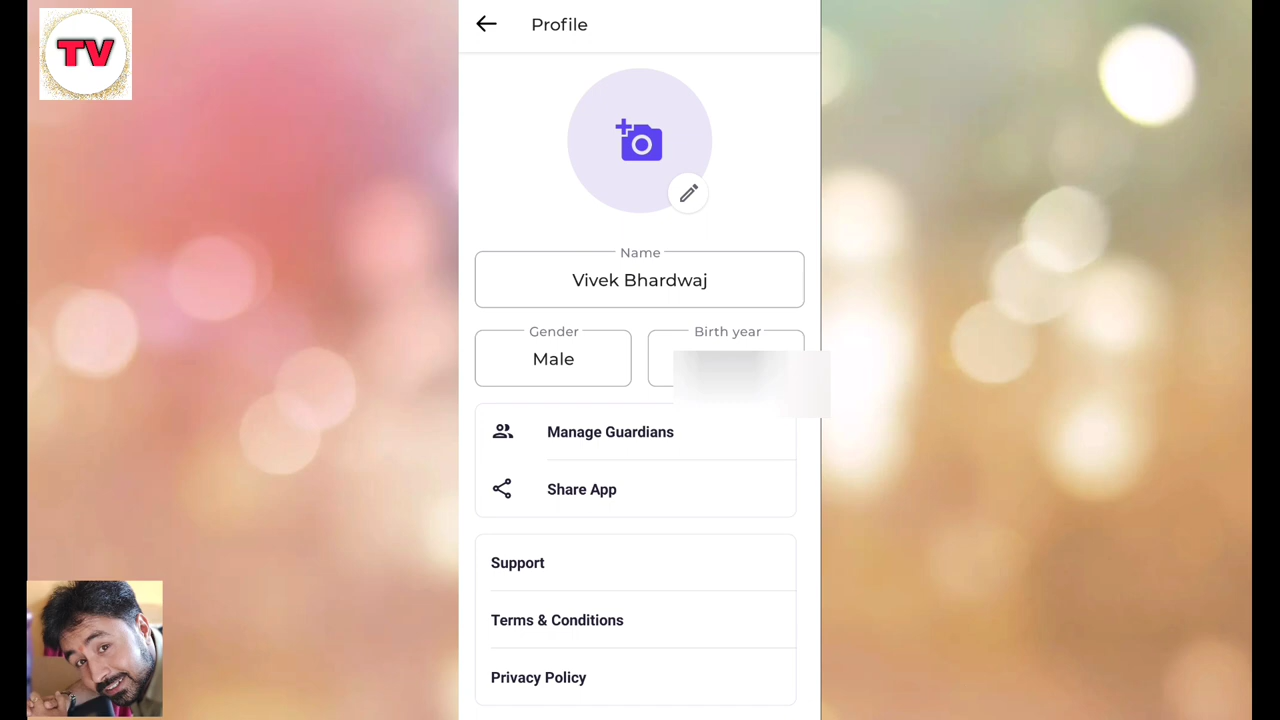 TV
Profile
Name
Vivek Bhardwaj
Gender
Birth year
Male
Manage Guardians
Share App
Support
Terms & Conditions
Privacy Policy